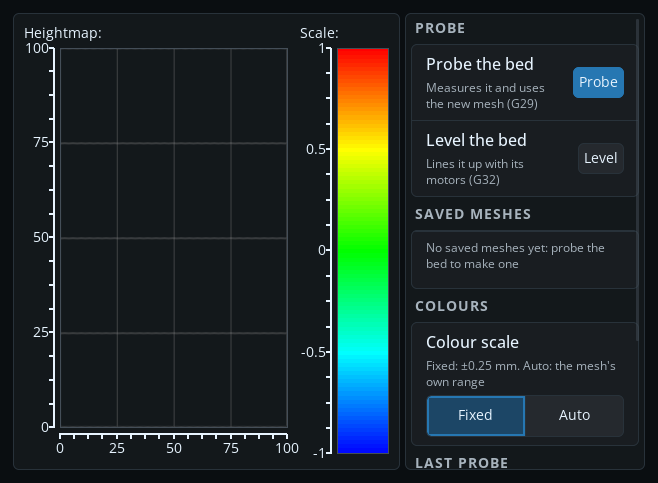 Heightmap:
100
75
50
25
0
0 25 50 75 100
Scale:
1
0.5
0
-0.5
-1
PROBE
Probe the bed
Measures it and uses
the new mesh (G29)
Probe
Level the bed
Lines it up with its
motors (G32)
Level
SAVED MESHES
No saved meshes yet: probe the
bed to make one
COLOURS
Colour scale
Fixed: ±0.25 mm. Auto: the mesh's
own range
Fixed Auto
LAST PROBE